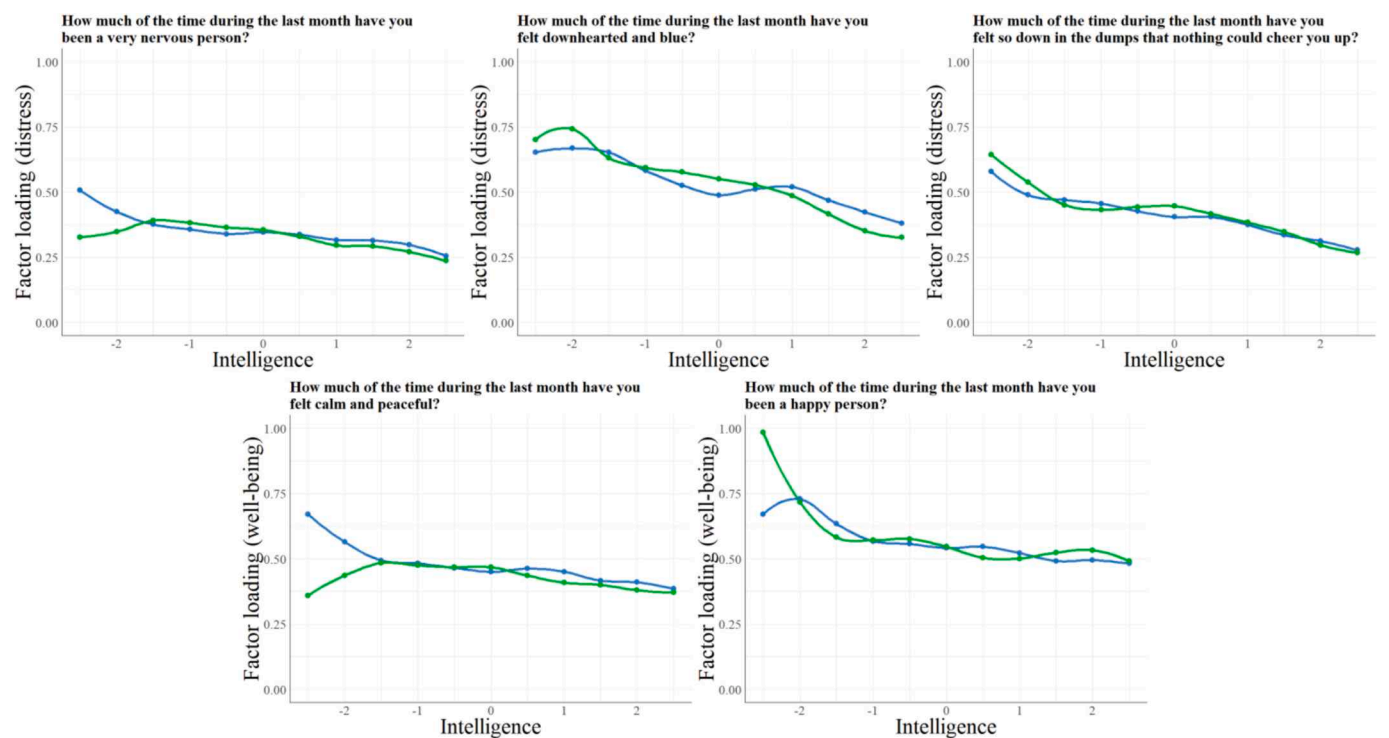 How much of the time during the last month have you
been a very nervous person?
1.00
0.75
0.50
0.25
0.00
Factor loading (distress)
-2
-1
0
1
2
Intelligence
How much of the time during the last month have you
felt downhearted and blue?
1.00
0.75
0.50
0.25
0.00
Factor loading (distress)
-2
-1
0
1
2
Intelligence
How much of the time during the last month have you
felt so down in the dumps that nothing could cheer you up?
1.00
0.75
0.50
0.25
0.00
Factor loading (distress)
-2
-1
0
1
2
Intelligence
How much of the time during the last month have you
felt calm and peaceful?
1.00
0.75
0.50
0.25
0.00
Factor loading (well-being)
-2
-1
0
1
2
Intelligence
How much of the time during the last month have you
been a happy person?
1.00
0.75
0.50
0.25
0.00
Factor loading (well-being)
-2
-1
0
1
2
Intelligence